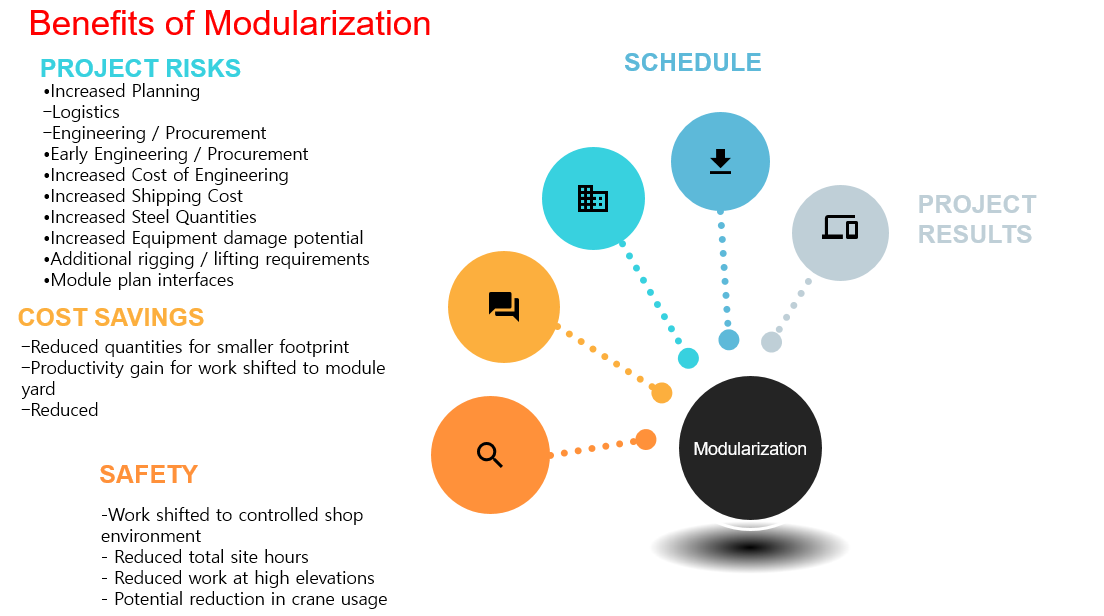 Benefits of Modularization
PROJECT RISKS
•Increased Planning
–Logistics
–Engineering / Procurement
•Early Engineering / Procurement
•Increased Cost of Engineering
•Increased Shipping Cost
•Increased Steel Quantities
•Increased Equipment damage potential
•Additional rigging / lifting requirements
•Module plan interfaces
COST SAVINGS
–Reduced quantities for smaller footprint
–Productivity gain for work shifted to module
yard
–Reduced
SAFETY
-Work shifted to controlled shop
environment
- Reduced total site hours
- Reduced work at high elevations
- Potential reduction in crane usage
SCHEDULE
PROJECT
RESULTS
Modularization